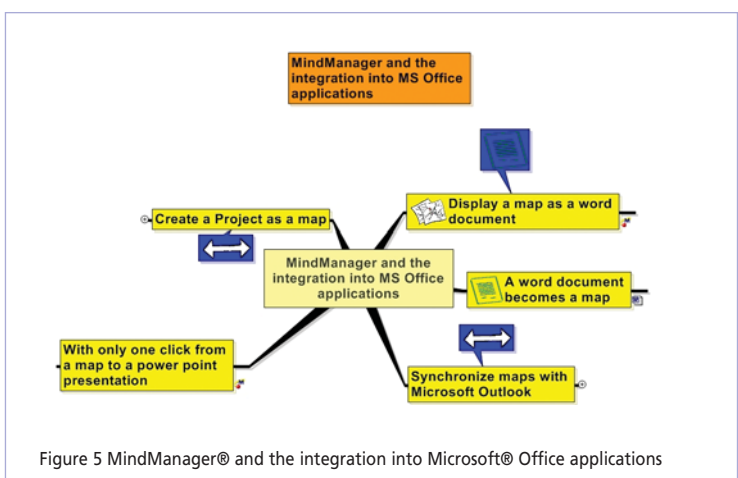 MindManager and the
integration into MS Office
applications
Display a map as a word
document
Create a Project as a map
MindManager and the
integration into MS Office
applications
A word document
becomes a map
With only one click from
a map to a power point
presentation
Synchronize maps with
Microsoft Outlook
Figure 5 MindManager® and the integration into Microsoft® Office applications